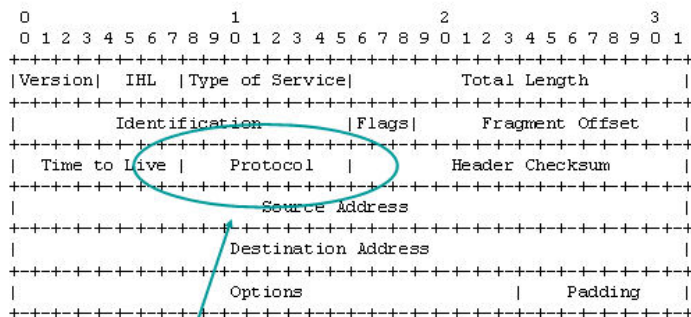 0                   1                   2                   3
0 1 2 3 4 5 6 7 8 9 0 1 2 3 4 5 6 7 8 9 0 1 2 3 4 5 6 7 8 9 0 1
+-+-+-+-+-+-+-+-+-+-+-+-+-+-+-+-+-+-+-+-+-+-+-+-+-+-+-+-+-+-+-+-+
|Version|  IHL  |Type of Service|          Total Length         |
+-+-+-+-+-+-+-+-+-+-+-+-+-+-+-+-+-+-+-+-+-+-+-+-+-+-+-+-+-+-+-+-+
|         Identification        |Flags|      Fragment Offset    |
+-+-+-+-+-+-+-+-+-+-+-+-+-+-+-+-+-+-+-+-+-+-+-+-+-+-+-+-+-+-+-+-+
|  Time to Live |    Protocol   |         Header Checksum       |
+-+-+-+-+-+-+-+-+-+-+-+-+-+-+-+-+-+-+-+-+-+-+-+-+-+-+-+-+-+-+-+-+
|                       Source Address                          |
+-+-+-+-+-+-+-+-+-+-+-+-+-+-+-+-+-+-+-+-+-+-+-+-+-+-+-+-+-+-+-+-+
|                    Destination Address                        |
+-+-+-+-+-+-+-+-+-+-+-+-+-+-+-+-+-+-+-+-+-+-+-+-+-+-+-+-+-+-+-+-+
|                    Options                    |    Padding    |
+-+-+-+-+-+-+-+-+-+-+-+-+-+-+-+-+-+-+-+-+-+-+-+-+-+-+-+-+-+-+-+-+